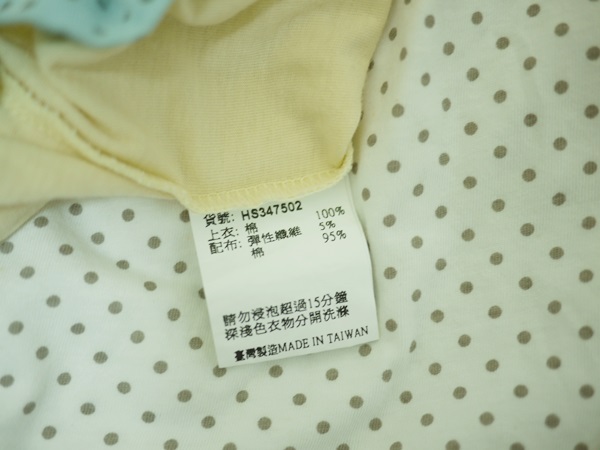 貨號: HS347502
上衣: 棉 100%
配布: 彈性纖維 5%
棉 95%
請勿浸泡超過15分鐘
深淺色衣物分開洗滌
臺灣製造MADE IN TAIWAN